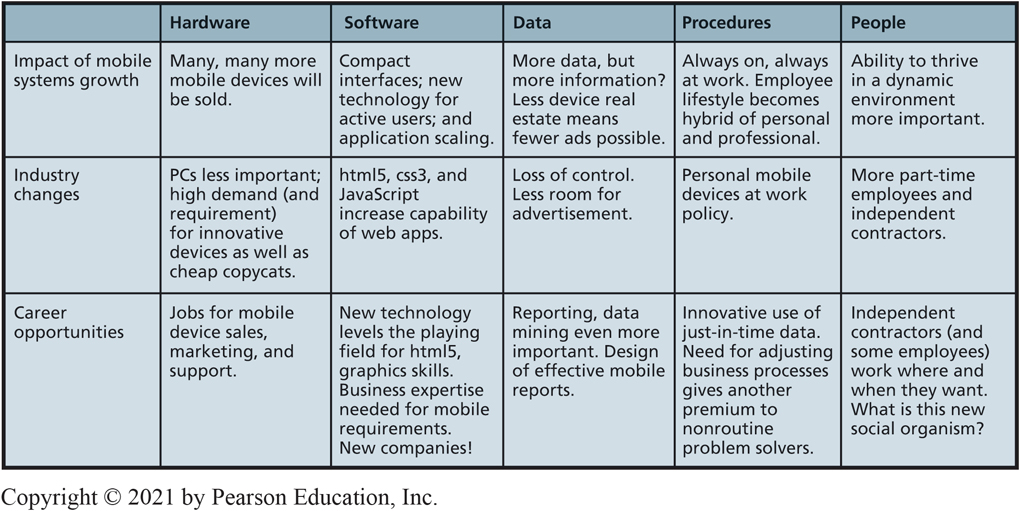 Hardware
Software
Data
Procedures
People
Impact of mobile
systems growth
Many, many more
mobile devices will
be sold.
Compact
interfaces; new
technology for
active users; and
application scaling.
More data, but
more information?
Less device real
estate means
fewer ads possible.
Always on, always
at work. Employee
lifestyle becomes
hybrid of personal
and professional.
Ability to thrive
in a dynamic
environment
more important.
Industry
changes
PCs less important;
high demand (and
requirement)
for innovative
devices as well as
cheap copycats.
html5, css3, and
JavaScript
increase capability
of web apps.
Loss of control.
Less room for
advertisement.
Personal mobile
devices at work
policy.
More part-time
employees and
independent
contractors.
Career
opportunities
Jobs for mobile
device sales,
marketing, and
support.
New technology
levels the playing
field for html5,
graphics skills.
Business expertise
needed for mobile
requirements.
New companies!
Reporting, data
mining even more
important. Design
of effective mobile
reports.
Innovative use of
just-in-time data.
Need for adjusting
business processes
gives another
premium to
nonroutine
problem solvers.
Independent
contractors (and
some employees)
work where and
when they want.
What is this new
social organism?
Copyright © 2021 by Pearson Education, Inc.